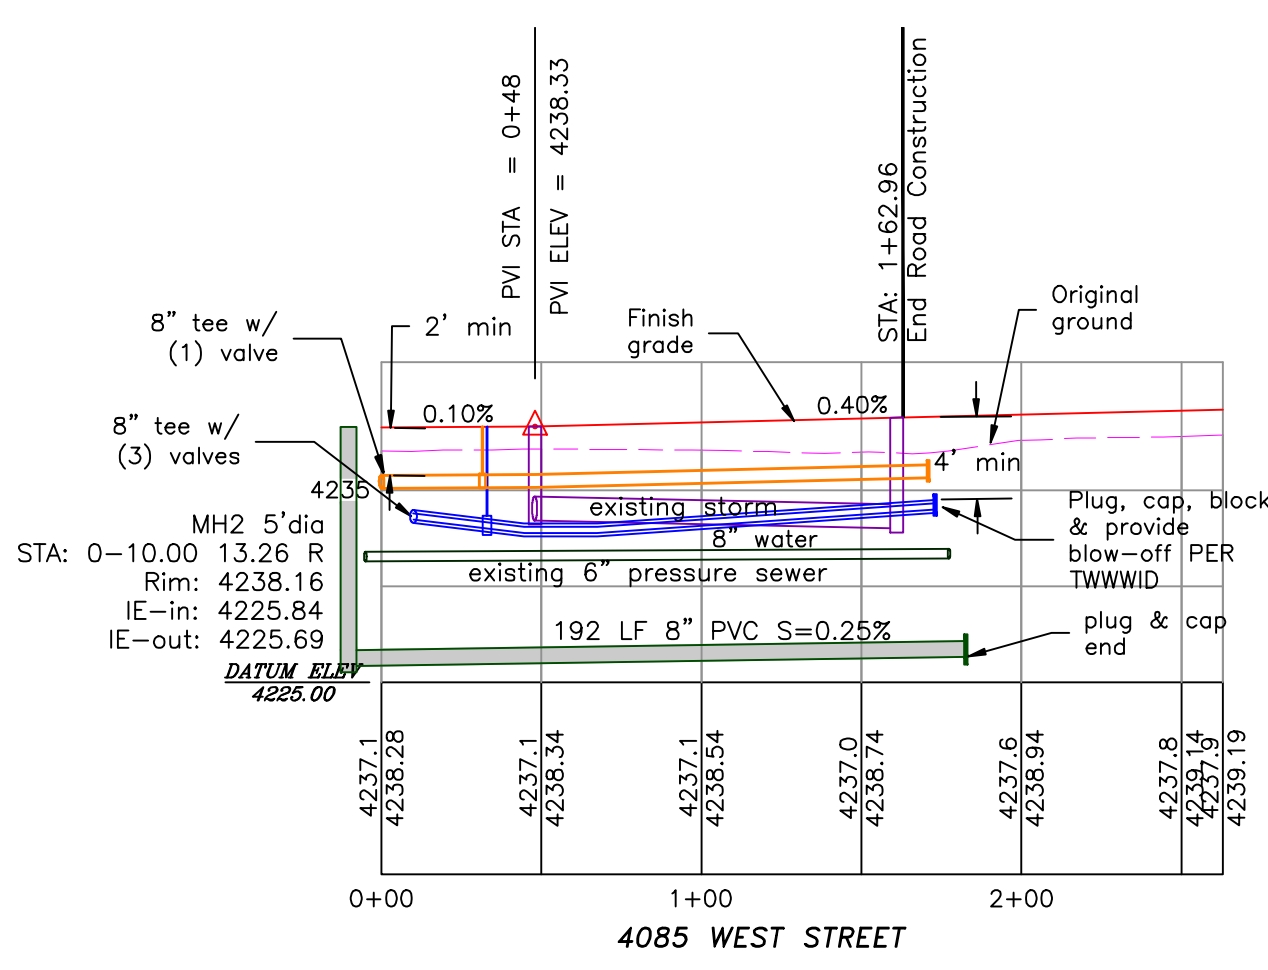 PVI STA = 0+48
PVI ELEV = 4238.33
STA: 1+62.96
End Road Construction
8" tee w/
(1) valve
2' min
Finish
grade
Original
ground
0.10%
0.40%
8" tee w/
(3) valves
4' min
4235
existing storm
Plug, cap, block
& provide
blow-off PER
TWWWID
MH2 5'dia
STA: 0-10.00 13.26 R
Rim: 4238.16
IE-in: 4225.84
IE-out: 4225.69
8" water
existing 6" pressure sewer
192 LF 8" PVC S=0.25%
plug & cap
end
DATUM ELEV
4225.00
4237.1
4238.28
4237.1
4238.34
4237.1
4238.54
4237.0
4238.74
4237.6
4238.94
4237.8
4239.14
4237.9
4239.19
0+00
1+00
2+00
4085 WEST STREET